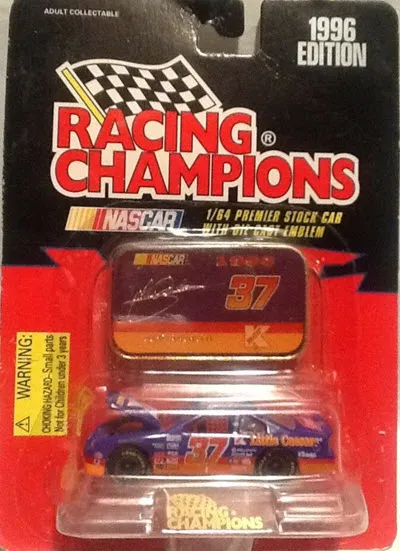 ADULT COLLECTABLE
1996
EDITION
RACING
CHAMPIONS®
NASCAR
1/64 PREMIER STOCK CAR
WITH DIE CAST EMBLEM
NASCAR
1996
37
K
WARNING:
CHOKING HAZARD-Small parts
Not for Children under 3 years
37
Little Caesars
RACING
CHAMPIONS